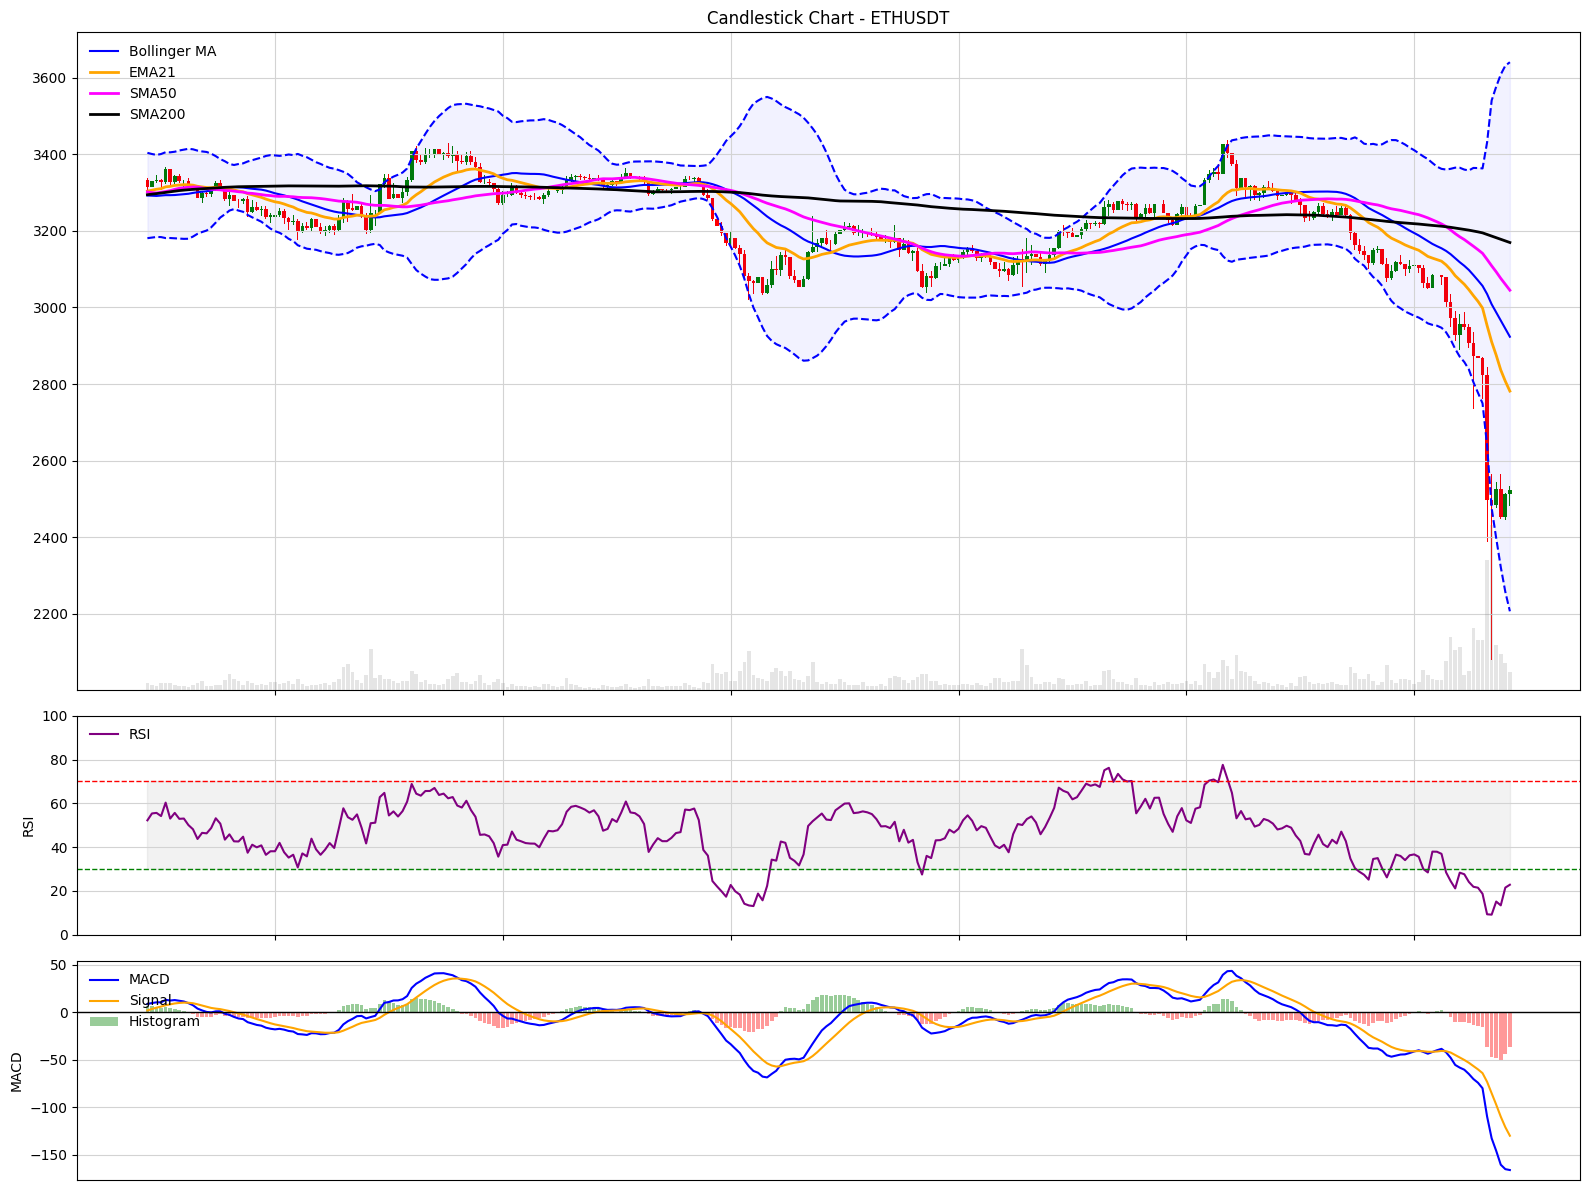 Candlestick Chart - ETHUSDT
Bollinger MA
EMA21
SMA50
SMA200
3600
3400
3200
3000
2800
2600
2400
2200
RSI
100
80
60
40
20
0
RSI
MACD
Signal
Histogram
50
0
−50
−100
−150
MACD